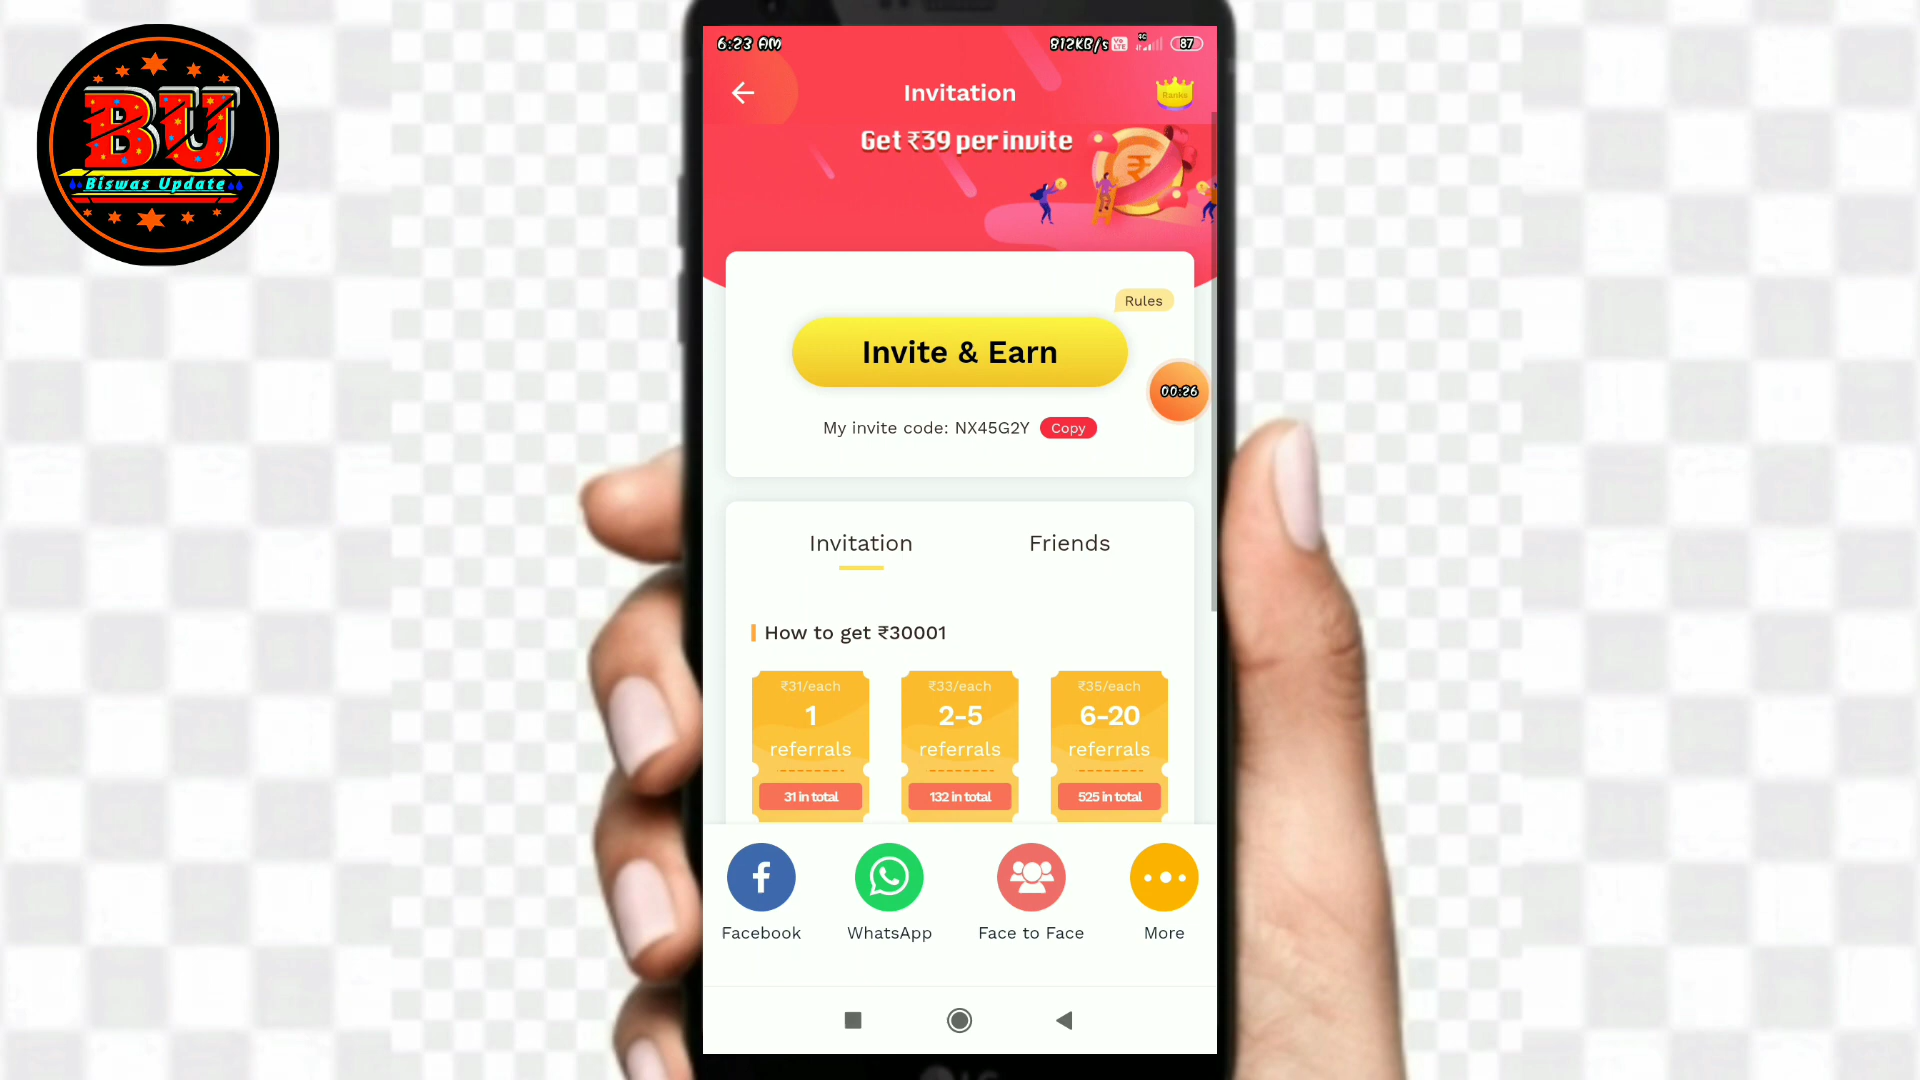 BU
Biswas Update
6:23 AM
812KB/s Vo LTE 4G 87
Invitation
Ranks
Get ₹39 per invite
Rules
Invite & Earn
00:26
My invite code: NX45G2Y Copy
Invitation Friends
How to get ₹30001
₹31/each ₹33/each ₹35/each
1 2-5 6-20
referrals referrals referrals
31 in total 132 in total 525 in total
Facebook WhatsApp Face to Face More